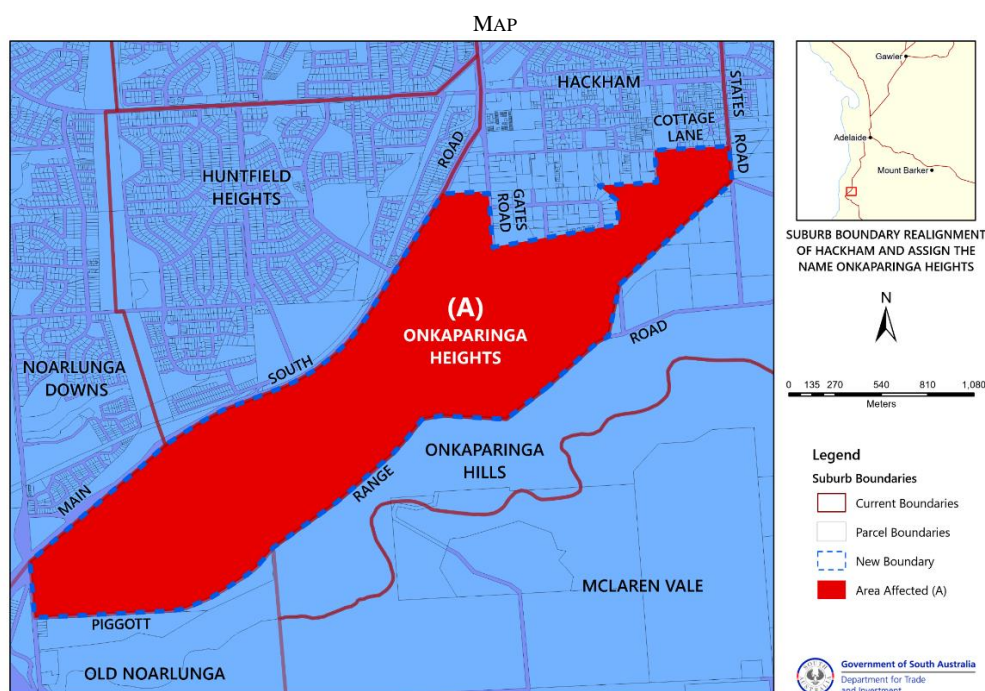 MAP
HACKHAM
STATES
ROAD
COTTAGE
LANE
HUNTFIELD
HEIGHTS
ROAD
GATES
ROAD
(A)
ONKAPARINGA
HEIGHTS
ROAD
NOARLUNGA
DOWNS
SOUTH
MAIN
ONKAPARINGA
HILLS
RANGE
MCLAREN VALE
PIGGOTT
OLD NOARLUNGA
Gawler
Adelaide
Mount Barker
SUBURB BOUNDARY REALIGNMENT
OF HACKHAM AND ASSIGN THE
NAME ONKAPARINGA HEIGHTS
N
0 135 270 540 810 1,080
Meters
Legend
Suburb Boundaries
Current Boundaries
Parcel Boundaries
New Boundary
Area Affected (A)
Government of South Australia
Department for Trade
and Investment